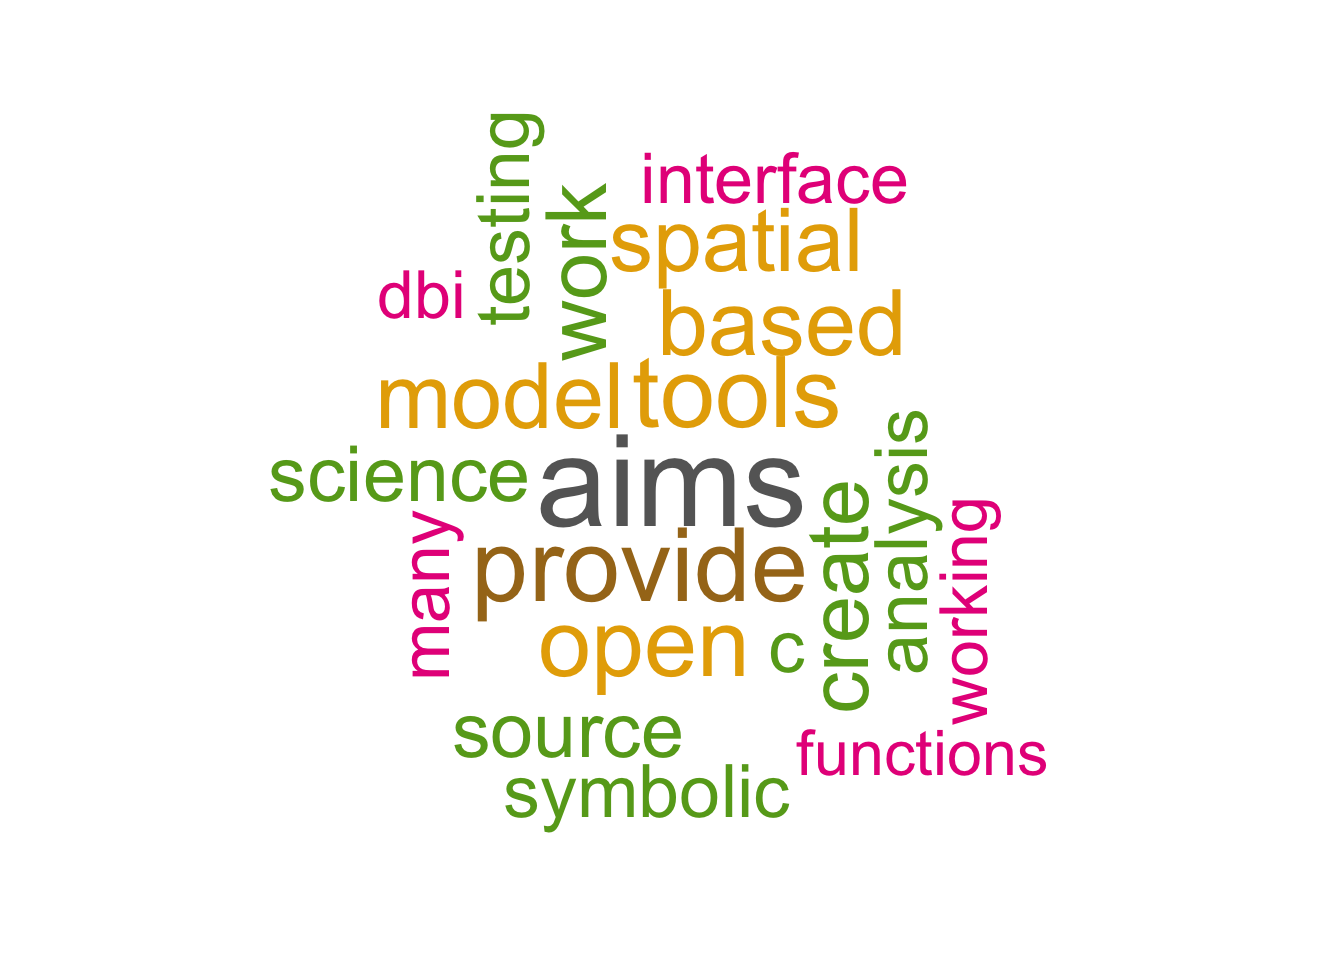 testing
work
interface
spatial
dbi
based
model
tools
science
aims
analysis
create
working
many
provide
open
c
source
functions
symbolic